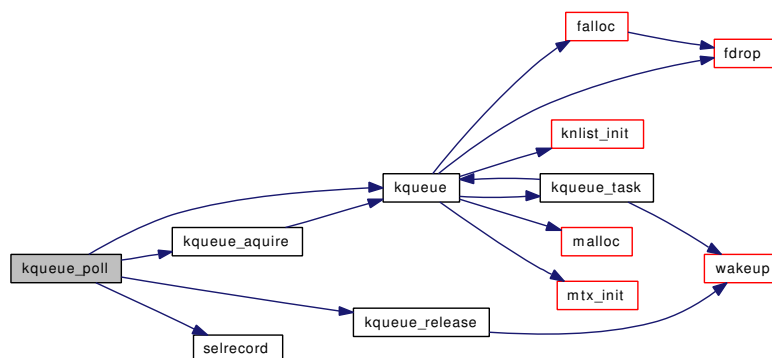 falloc
fdrop
knlist_init
kqueue
kqueue_task
kqueue_aquire
malloc
kqueue_poll
wakeup
mtx_init
kqueue_release
selrecord